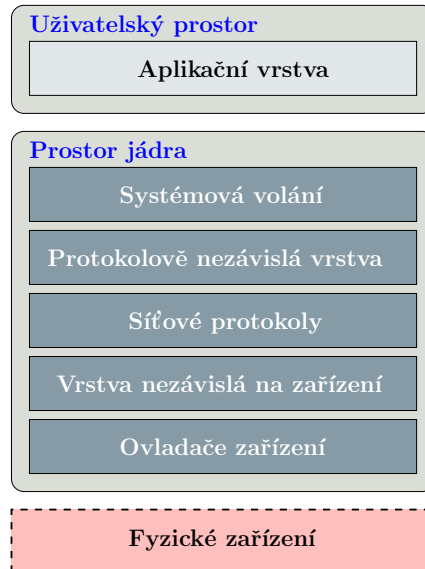 Uživatelský prostor
Aplikační vrstva
Prostor jádra
Systémová volání
Protokolově nezávislá vrstva
Síťové protokoly
Vrstva nezávislá na zařízení
Ovladače zařízení
Fyzické zařízení